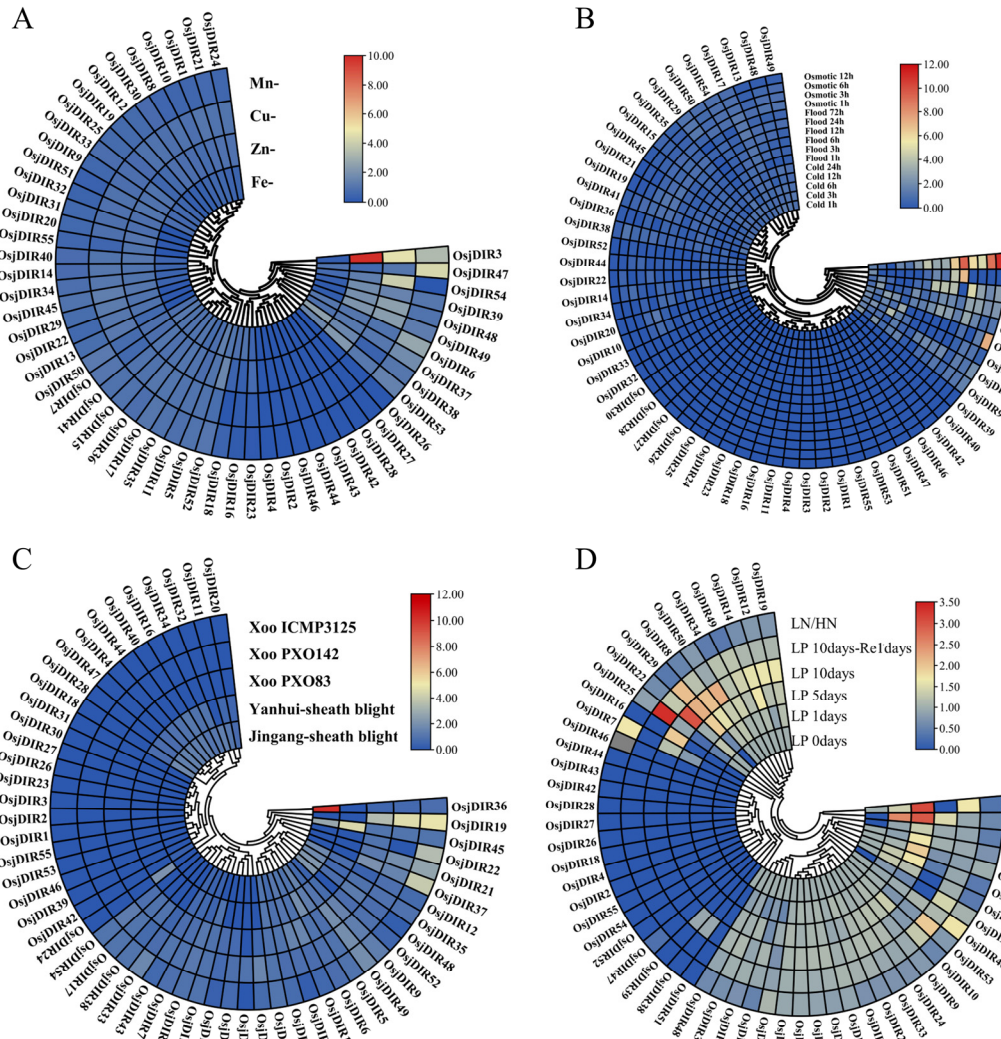 A
OsjDIR24
OsjDIR21
OsjDIR1
OsjDIR10
OsjDIR8
OsjDIR30
OsjDIR12
OsjDIR19
OsjDIR25
OsjDIR33
OsjDIR9
OsjDIR51
OsjDIR32
OsjDIR31
OsjDIR20
OsjDIR55
OsjDIR40
OsjDIR14
OsjDIR34
OsjDIR45
OsjDIR29
OsjDIR22
OsjDIR13
OsjDIR50
OsjDIR7
OsjDIR41
OsjDIR15
OsjDIR36
OsjDIR17
OsjDIR35
OsjDIR11
OsjDIR5
OsjDIR52
OsjDIR18
OsjDIR16
OsjDIR23
OsjDIR4
OsjDIR2
OsjDIR46
OsjDIR44
OsjDIR43
OsjDIR42
OsjDIR28
OsjDIR27
OsjDIR26
OsjDIR53
OsjDIR38
OsjDIR37
OsjDIR6
OsjDIR49
OsjDIR48
OsjDIR39
OsjDIR54
OsjDIR47
OsjDIR3
Mn-
Cu-
Zn-
Fe-
10.00
8.00
6.00
4.00
2.00
0.00
B
OsjDIR49
OsjDIR48
OsjDIR13
OsjDIR17
OsjDIR54
OsjDIR50
OsjDIR29
OsjDIR35
OsjDIR15
OsjDIR45
OsjDIR21
OsjDIR19
OsjDIR41
OsjDIR36
OsjDIR38
OsjDIR52
OsjDIR44
OsjDIR22
OsjDIR14
OsjDIR34
OsjDIR20
OsjDIR10
OsjDIR33
OsjDIR32
OsjDIR30
OsjDIR28
OsjDIR27
OsjDIR26
OsjDIR25
OsjDIR24
OsjDIR23
OsjDIR18
OsjDIR16
OsjDIR11
OsjDIR4
OsjDIR3
OsjDIR2
OsjDIR1
OsjDIR55
OsjDIR53
OsjDIR51
OsjDIR47
OsjDIR46
OsjDIR42
OsjDIR40
OsjDIR39
Osmotic 12h
Osmotic 6h
Osmotic 3h
Osmotic 1h
Flood 72h
Flood 24h
Flood 12h
Flood 6h
Flood 3h
Flood 1h
Cold 24h
Cold 12h
Cold 6h
Cold 3h
Cold 1h
12.00
10.00
8.00
6.00
4.00
2.00
0.00
C
OsjDIR20
OsjDIR11
OsjDIR32
OsjDIR34
OsjDIR16
OsjDIR40
OsjDIR44
OsjDIR4
OsjDIR47
OsjDIR28
OsjDIR18
OsjDIR31
OsjDIR30
OsjDIR27
OsjDIR26
OsjDIR23
OsjDIR3
OsjDIR2
OsjDIR1
OsjDIR55
OsjDIR53
OsjDIR46
OsjDIR39
OsjDIR42
OsjDIR24
OsjDIR54
OsjDIR17
OsjDIR38
OsjDIR33
OsjDIR43
OsjDIR7
OsjDIR6
OsjDIR5
OsjDIR49
OsjDIR9
OsjDIR52
OsjDIR48
OsjDIR35
OsjDIR12
OsjDIR37
OsjDIR21
OsjDIR22
OsjDIR45
OsjDIR19
OsjDIR36
Xoo ICMP3125
Xoo PXO142
Xoo PXO83
Yanhui-sheath blight
Jingang-sheath blight
12.00
10.00
8.00
6.00
4.00
2.00
0.00
D
OsjDIR19
OsjDIR12
OsjDIR14
OsjDIR49
OsjDIR34
OsjDIR50
OsjDIR8
OsjDIR29
OsjDIR22
OsjDIR25
OsjDIR16
OsjDIR7
OsjDIR46
OsjDIR44
OsjDIR43
OsjDIR42
OsjDIR28
OsjDIR27
OsjDIR26
OsjDIR18
OsjDIR4
OsjDIR2
OsjDIR55
OsjDIR54
OsjDIR52
OsjDIR47
OsjDIR39
OsjDIR38
OsjDIR51
OsjDIR48
OsjDIR33
OsjDIR24
OsjDIR9
OsjDIR10
OsjDIR53
LN/HN
LP 10days-Re1days
LP 10days
LP 5days
LP 1days
LP 0days
3.50
3.00
2.50
2.00
1.50
1.00
0.50
0.00